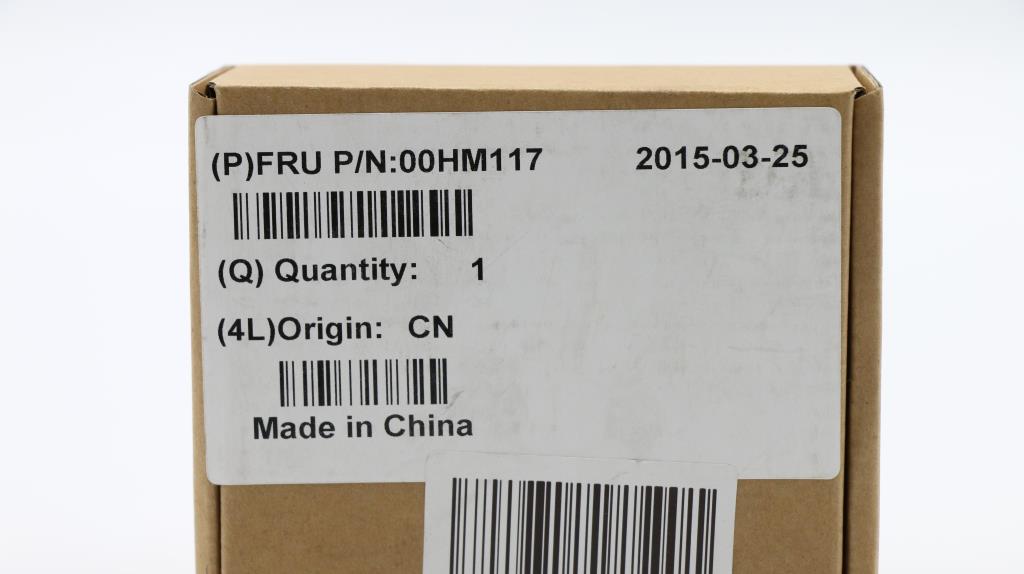 (P)FRU P/N:00HM117 2015-03-25
(Q) Quantity: 1
(4L)Origin: CN
Made in China